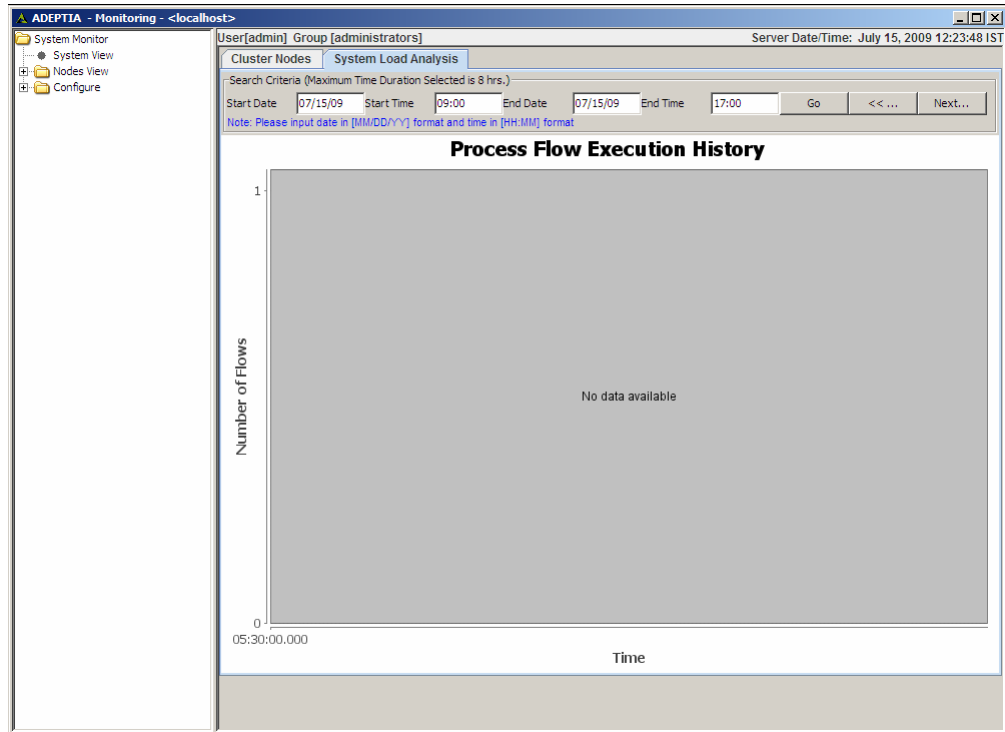 ADEPTIA - Monitoring - <localhost>
System Monitor
System View
Nodes View
Configure
User[admin] Group [administrators]
Server Date/Time: July 15, 2009 12:23:48 IST
Cluster Nodes
System Load Analysis
Search Criteria (Maximum Time Duration Selected is 8 hrs.)
Start Date 07/15/09 Start Time 09:00 End Date 07/15/09 End Time 17:00 Go << ... Next...
Note: Please input date in [MM/DD/YY] format and time in [HH:MM] format
Process Flow Execution History
1
Number of Flows
No data available
0
05:30:00.000
Time